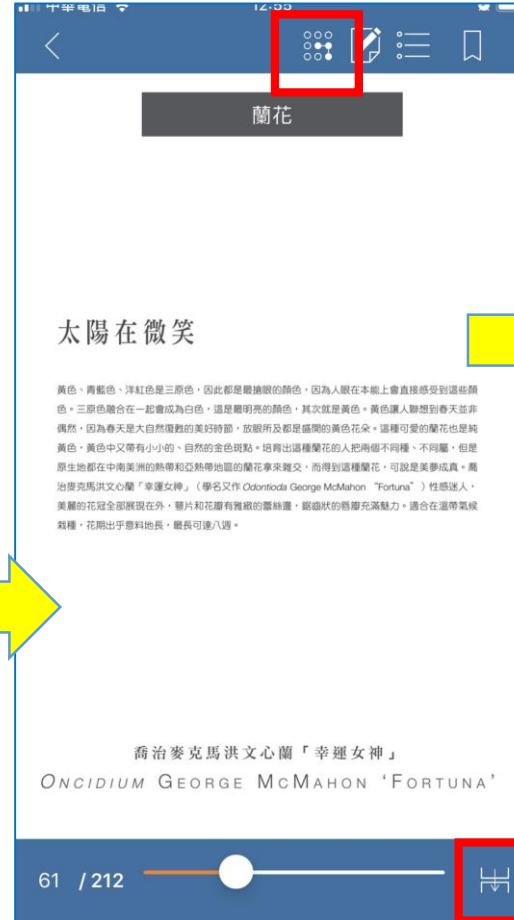 中華電信 12:55
蘭花
太陽在微笑
黃色、青藍色、洋紅色是三原色，因此都是最搶眼的顏色，因為人眼在本能上會直接感受到這些顏
色。三原色融合在一起會成為白色，這是最明亮的顏色，其次就是黃色。黃色讓人聯想到春天並非
偶然，因為春天是大自然復甦的美好時節，放眼所及都是盛開的黃色花朵。這種可愛的蘭花也是純
黃色，黃色中又帶有小小的、自然的金色斑點。培育出這種蘭花的人把兩個不同種、不同屬，但是
原生地都在中南美洲的熱帶和亞熱帶地區的蘭花拿來雜交，而得到這種蘭花，可說是美夢成真。喬
治麥克馬洪文心蘭「幸運女神」（學名又作 Odontioda George McMahon “Fortuna”）性感迷人，
美麗的花冠全部展現在外，萼片和花瓣有雅緻的蕾絲邊，鋸齒狀的唇瓣充滿魅力。適合在溫帶氣候
栽種，花期出乎意料地長，最長可達八週。
喬治麥克馬洪文心蘭「幸運女神」
ONCIDIUM GEORGE MCMAHON ‘FORTUNA’
61 / 212